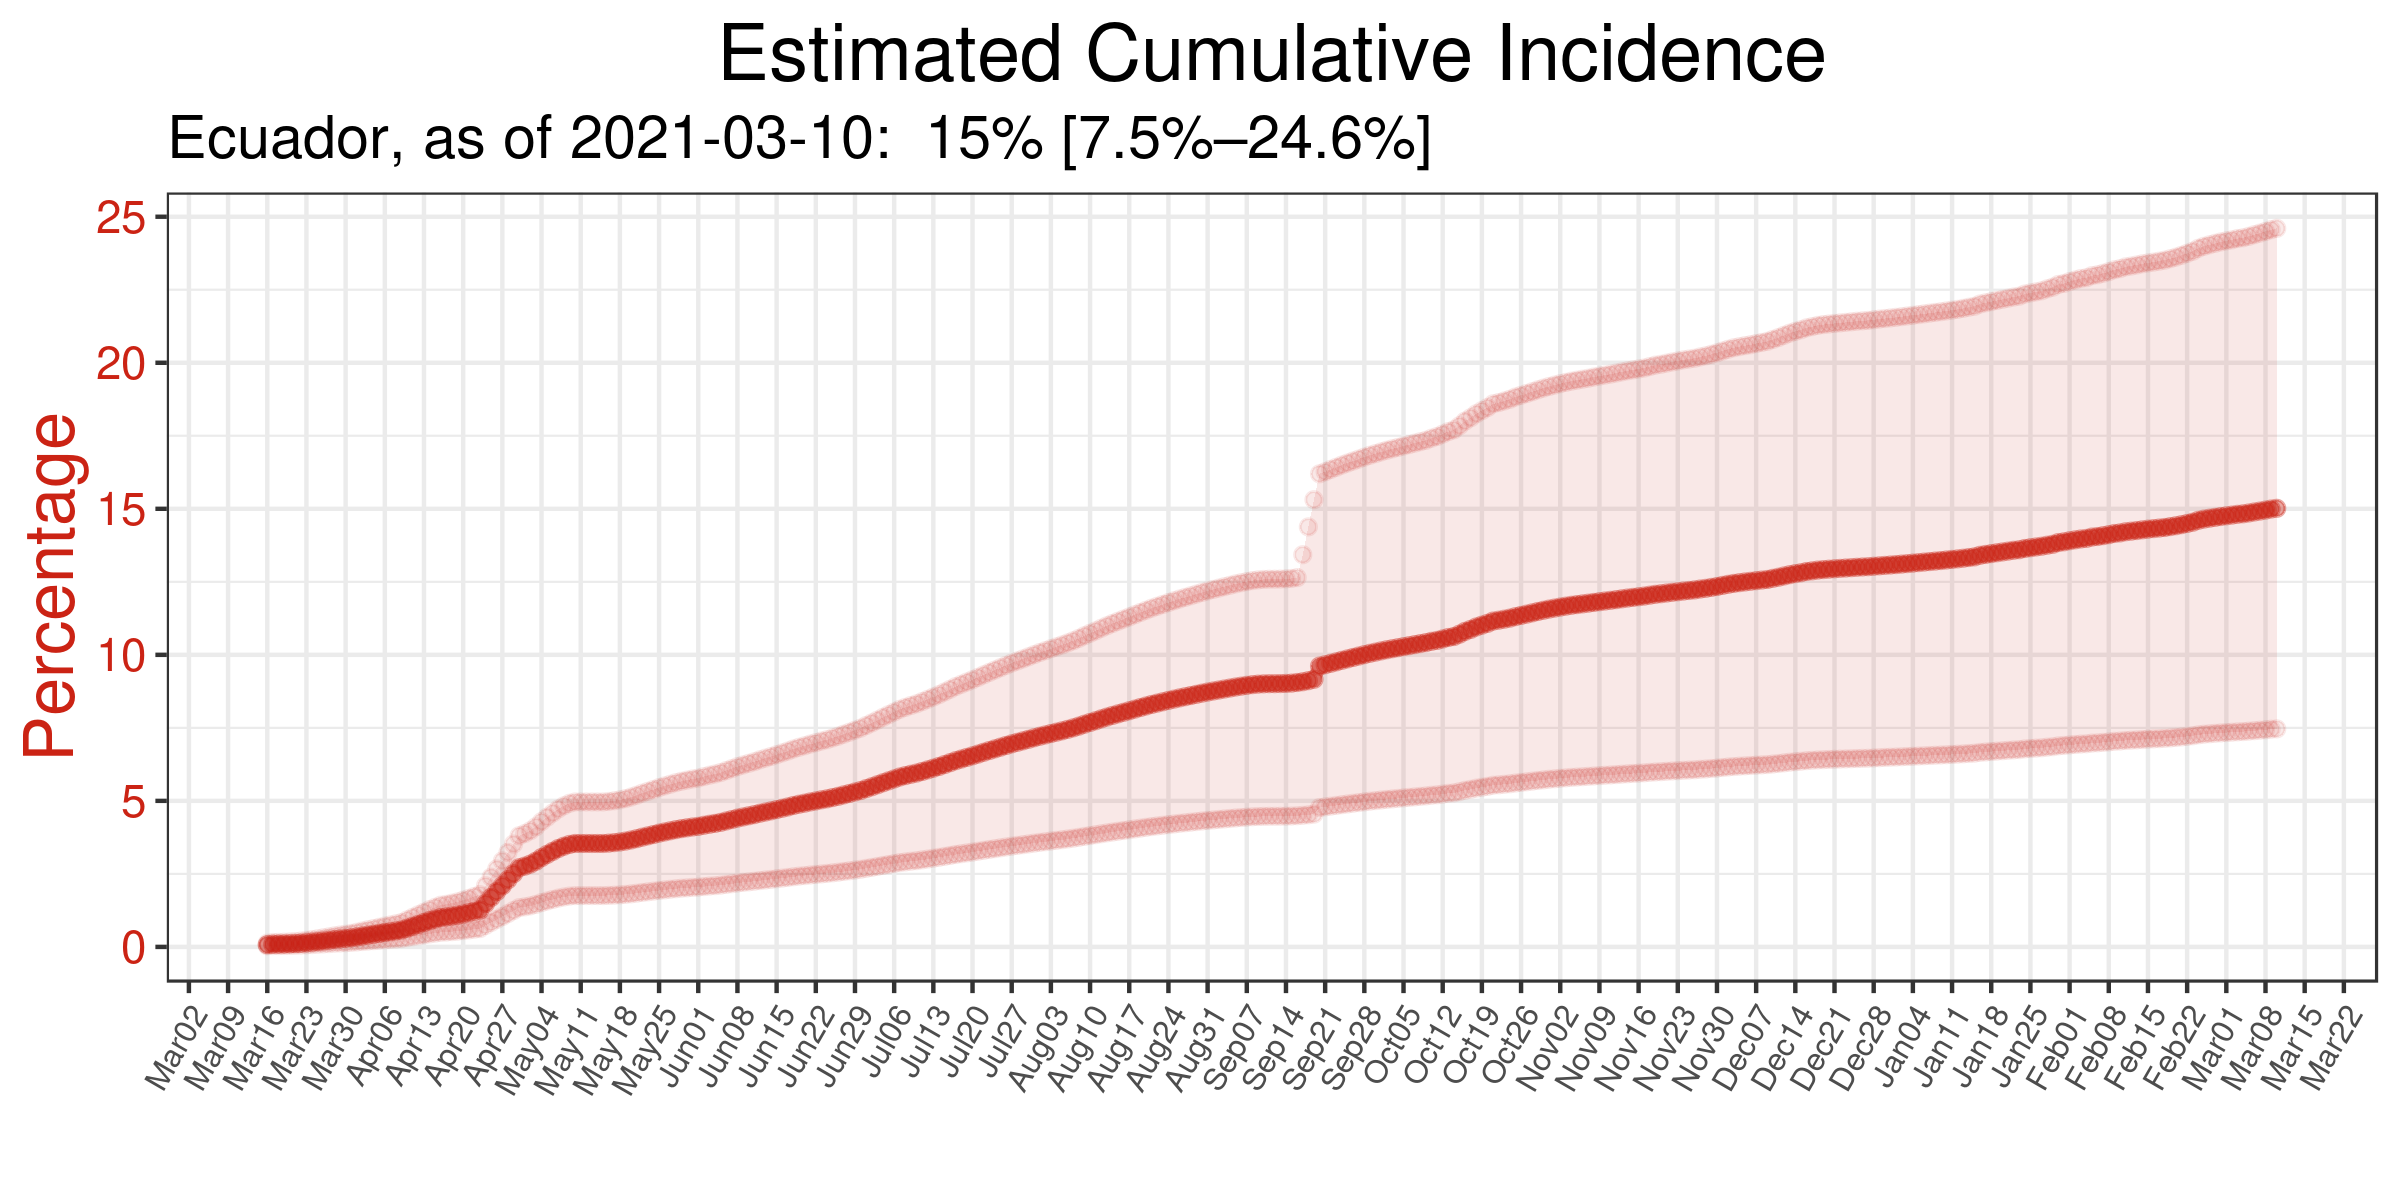 Estimated Cumulative Incidence
Ecuador, as of 2021-03-10:  15% [7.5%–24.6%]
Percentage
25
20
15
10
5
0
Mar02 Mar09 Mar16 Mar23 Mar30 Apr06 Apr13 Apr20 Apr27 May04 May11 May18 May25 Jun01 Jun08 Jun15 Jun22 Jun29 Jul06 Jul13 Jul20 Jul27 Aug03 Aug10 Aug17 Aug24 Aug31 Sep07 Sep14 Sep21 Sep28 Oct05 Oct12 Oct19 Oct26 Nov02 Nov09 Nov16 Nov23 Nov30 Dec07 Dec14 Dec21 Dec28 Jan04 Jan11 Jan18 Jan25 Feb01 Feb08 Feb15 Feb22 Mar01 Mar08 Mar15 Mar22